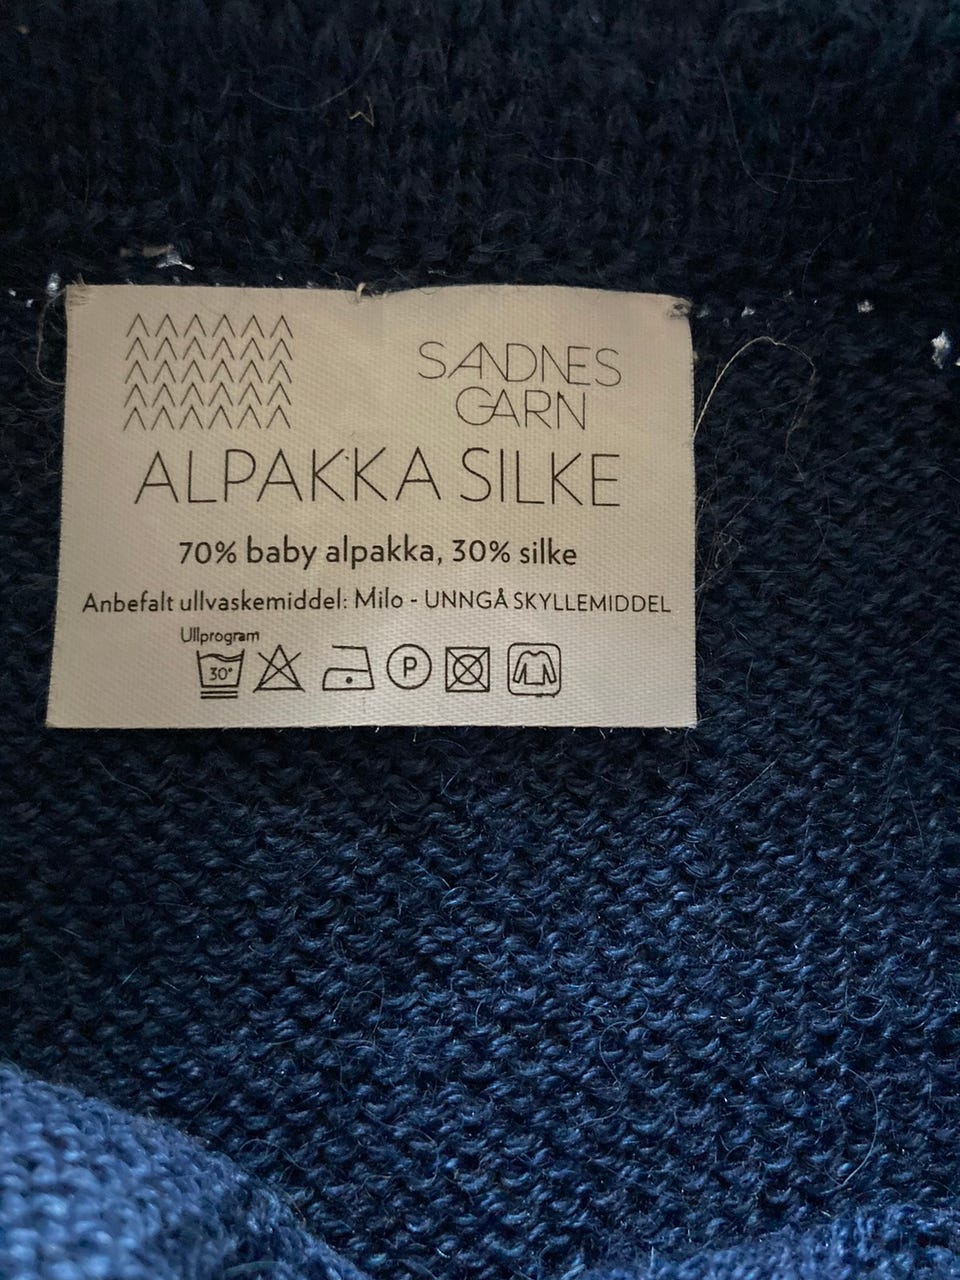 SANDNES
GARN
ALPAKKA SILKE
70% baby alpakka, 30% silke
Anbefalt ullvaskemiddel: Milo - UNNGÅ SKYLLEMIDDEL
Ullprogram
30° P